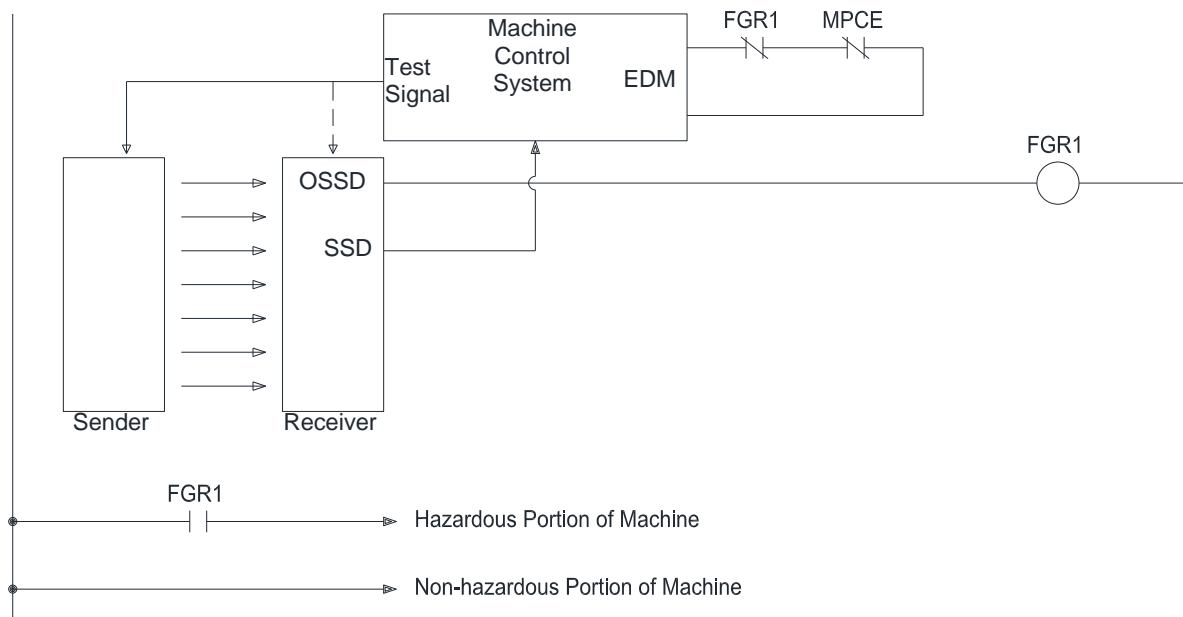 Machine
Control
System
Test
Signal
EDM
FGR1
MPCE
FGR1
OSSD
SSD
Sender
Receiver
FGR1
Hazardous Portion of Machine
Non-hazardous Portion of Machine